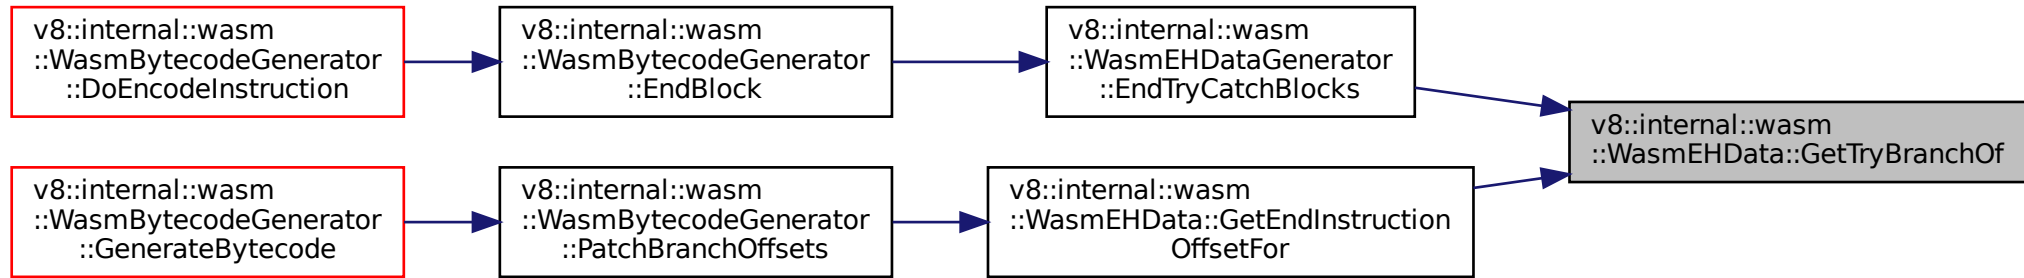 v8::internal::wasm
::WasmBytecodeGenerator
::DoEncodeInstruction
v8::internal::wasm
::WasmBytecodeGenerator
::EndBlock
v8::internal::wasm
::WasmEHDataGenerator
::EndTryCatchBlocks
v8::internal::wasm
::WasmEHData::GetTryBranchOf
v8::internal::wasm
::WasmBytecodeGenerator
::GenerateBytecode
v8::internal::wasm
::WasmBytecodeGenerator
::PatchBranchOffsets
v8::internal::wasm
::WasmEHData::GetEndInstruction
OffsetFor